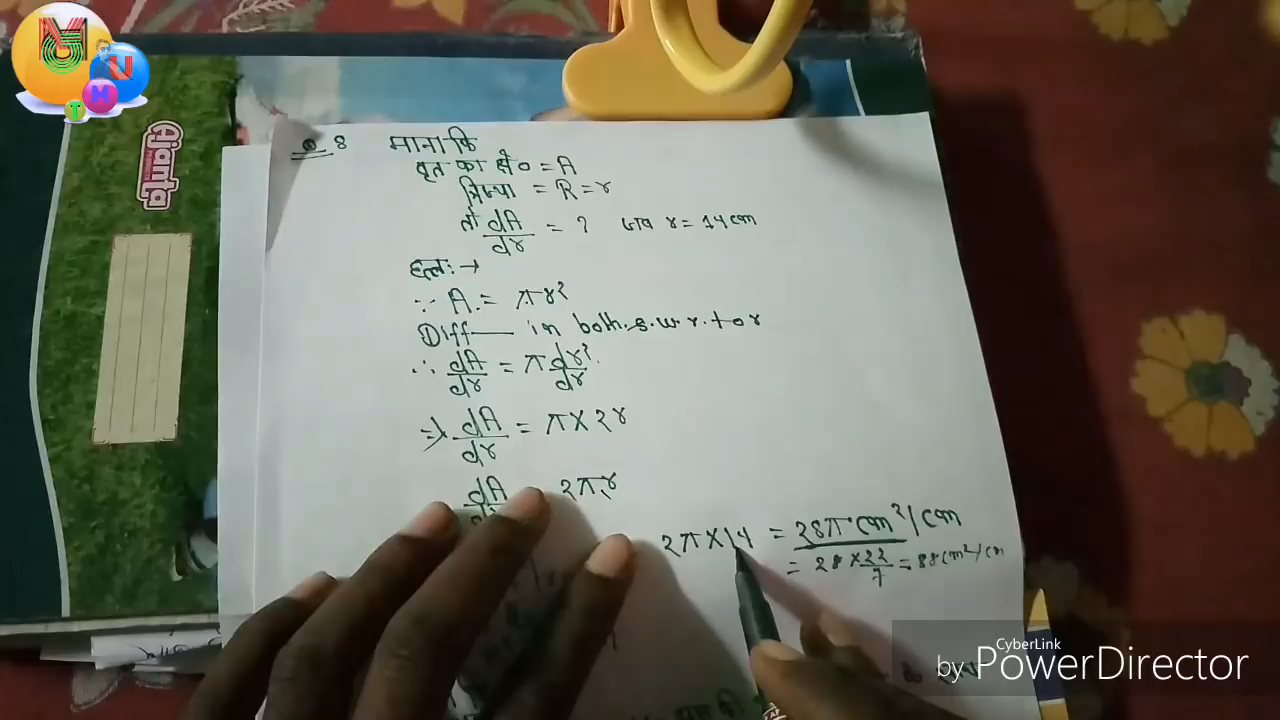 MG
U
H
T
Ajanta
Q 8 माना कि
वृत का क्षे० = A
त्रिज्या = R = r
तो dA/dr = ? जब r = 14 cm
हल :→
∵ A = πr²
Diff— in both.s.w.r.to r
∴ dA/dr = π dr²/dr
⇒ dA/dr = π × 2r
dA 2πr
2π×14 = 28π cm²/cm
= 28 × 22/7 = 88 cm²/cm
CyberLink
by PowerDirector